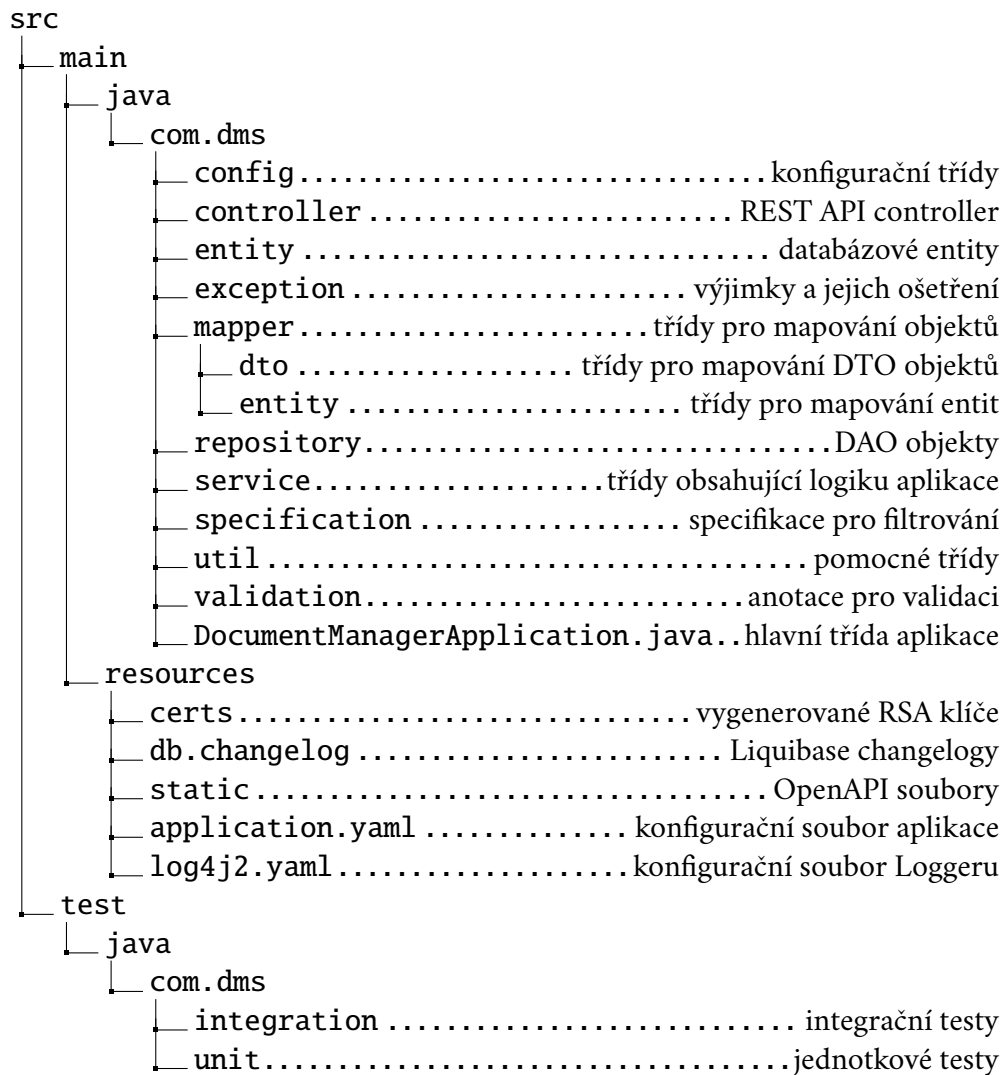 src
main
java
com.dms
config................................konfigurační třídy
controller.........................REST API controller
entity................................databázové entity
exception.......................výjimky a jejich ošetření
mapper........................třídy pro mapování objektů
dto...................třídy pro mapování DTO objektů
entity.......................třídy pro mapování entit
repository................................DAO objekty
service....................třídy obsahující logiku aplikace
specification..................specifikace pro filtrování
util.....................................pomocné třídy
validation..........................anotace pro validaci
DocumentManagerApplication.java..hlavní třída aplikace
resources
certs...............................vygenerované RSA klíče
db.changelog.........................Liquibase changelogy
static...................................OpenAPI soubory
application.yaml..............konfigurační soubor aplikace
log4j2.yaml....................konfigurační soubor Loggeru
test
java
com.dms
integration............................integrační testy
unit....................................jednotkové testy